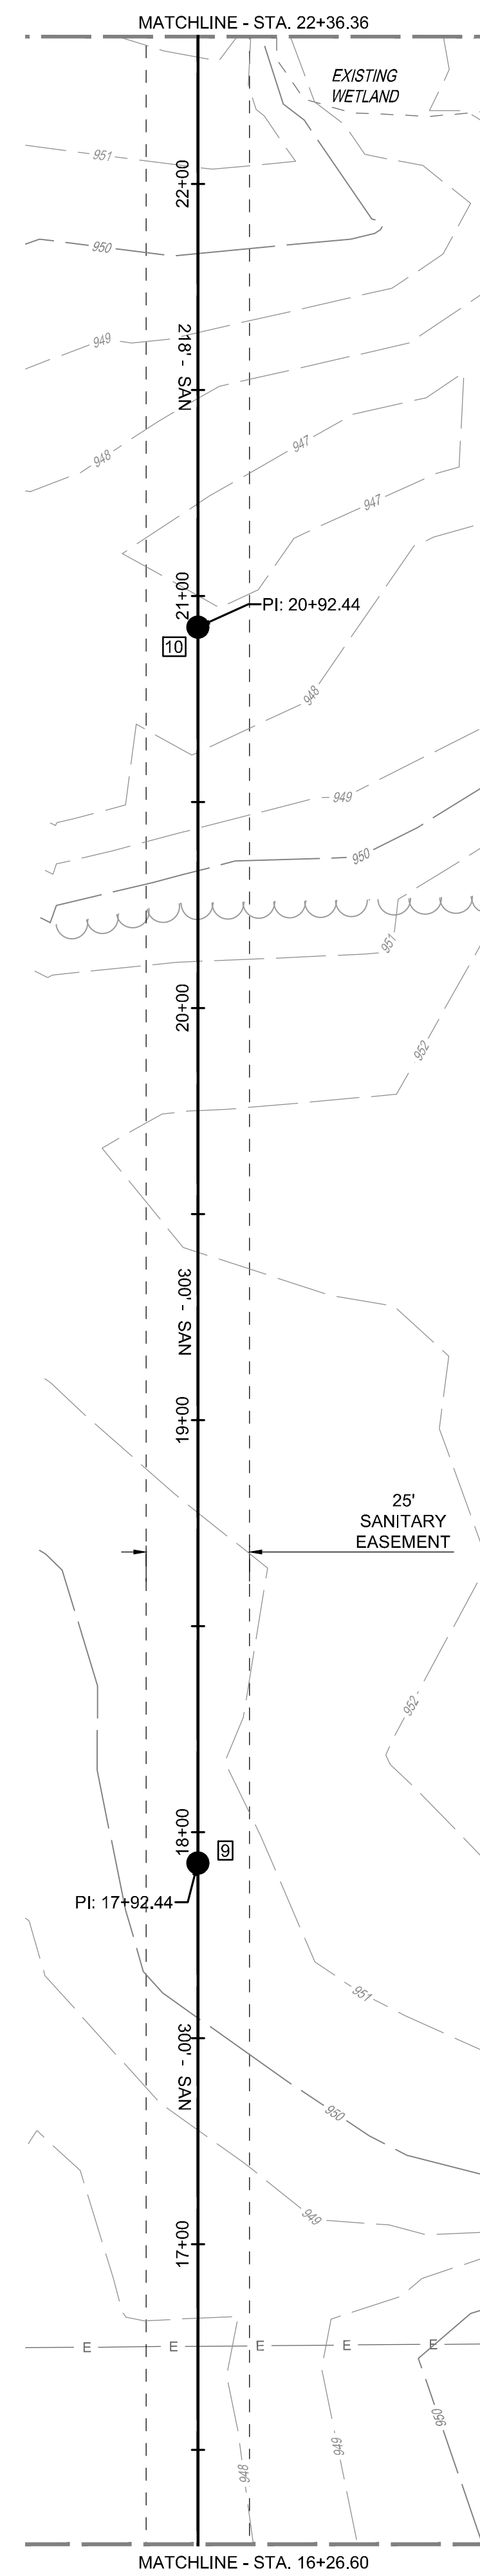 MATCHLINE - STA. 22+36.36
EXISTING
WETLAND
951
22+00
950
218' - SAN
949
947
948
947
21+00
PI: 20+92.44
10
948
949
950
951
20+00
952
300' - SAN
19+00
25'
SANITARY
EASEMENT
952
18+00
9
PI: 17+92.44
951
300' - SAN
950
949
17+00
E E E E E
950
949
948
MATCHLINE - STA. 16+26.60